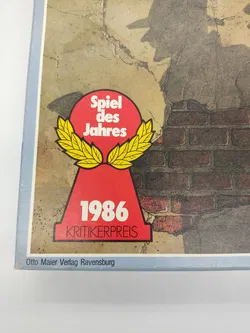 Spiel
des
Jahres
1986
KRITIKERPREIS
Otto Maier Verlag Ravensburg